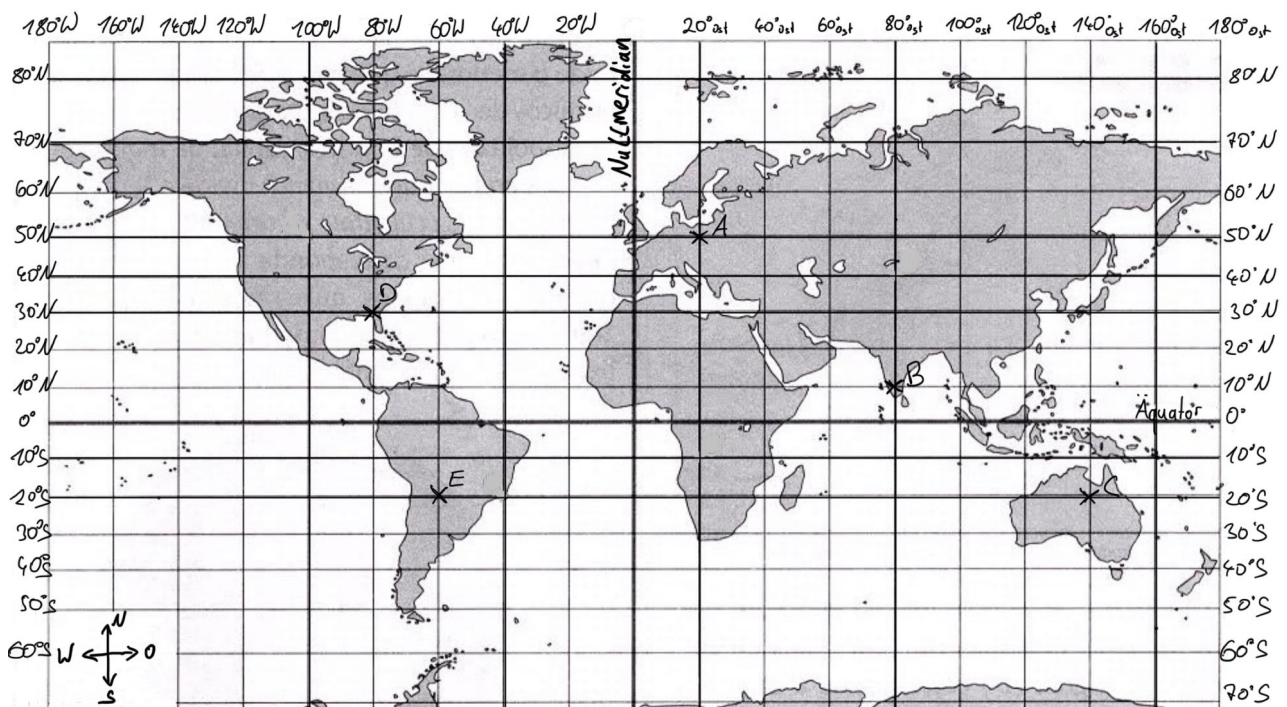 180°W 160°W 140°W 120°W 100°W 80°W 60°W 40°W 20°W 20°Ost 40°Ost 60°Ost 80°Ost 100°Ost 120°Ost 140°Ost 160°Ost 180°Ost
Nullmeridian
80°N 80°N
70°N 70°N
60°N 60°N
A
50°N 50°N
40°N 40°N
D
30°N 30°N
20°N 20°N
B
10°N 10°N
Äquator
0° 0°
10°S 10°S
E C
20°S 20°S
30°S 30°S
40°S 40°S
50°S 50°S
N
60°S W O 60°S
S
70°S